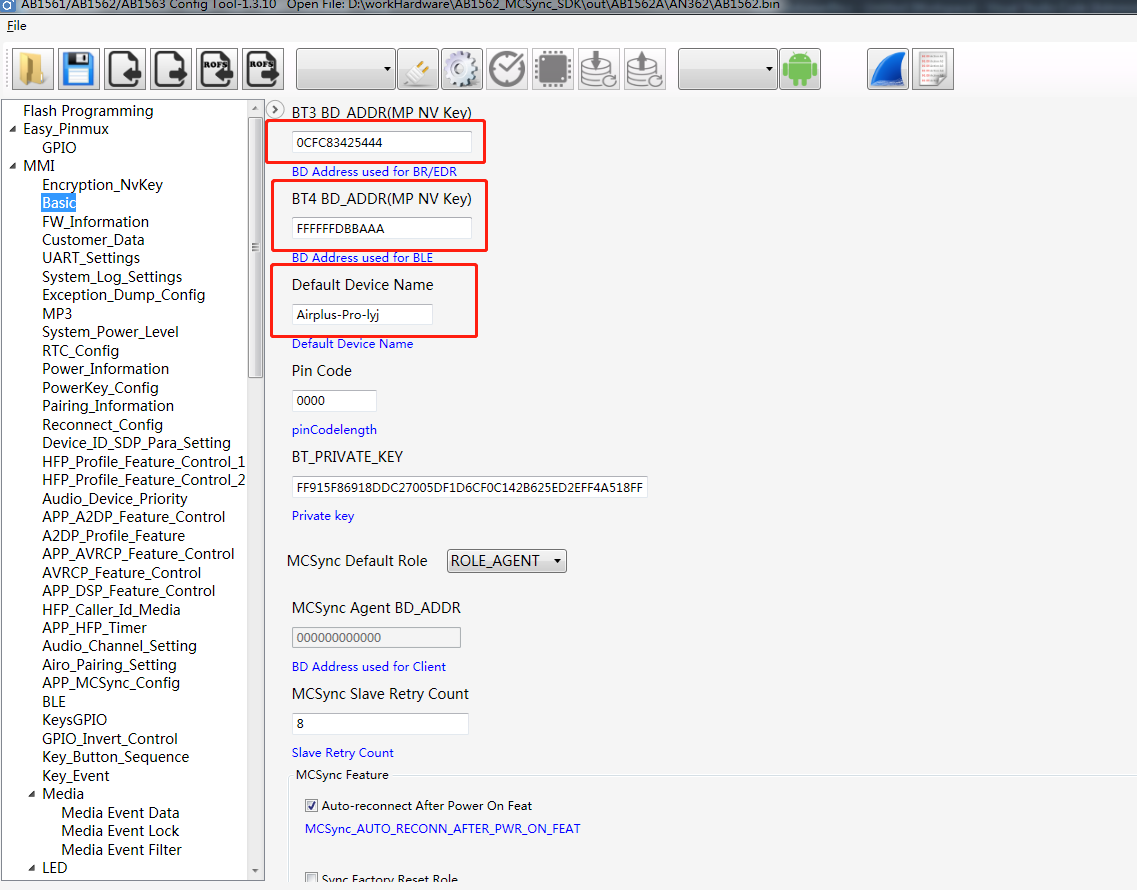 AB1561/AB1562/AB1563 Config Tool-1.3.10   Open File: D:\workHardware\AB1562_MCSync_SDK\out\AB1562A\AN362\AB1562.bin
File
ROFS
ROFS
Flash Programming
Easy_Pinmux
GPIO
MMI
Encryption_NvKey
Basic
FW_Information
Customer_Data
UART_Settings
System_Log_Settings
Exception_Dump_Config
MP3
System_Power_Level
RTC_Config
Power_Information
PowerKey_Config
Pairing_Information
Reconnect_Config
Device_ID_SDP_Para_Setting
HFP_Profile_Feature_Control_1
HFP_Profile_Feature_Control_2
Audio_Device_Priority
APP_A2DP_Feature_Control
A2DP_Profile_Feature
APP_AVRCP_Feature_Control
AVRCP_Feature_Control
APP_DSP_Feature_Control
HFP_Caller_Id_Media
APP_HFP_Timer
Audio_Channel_Setting
Airo_Pairing_Setting
APP_MCSync_Config
BLE
KeysGPIO
GPIO_Invert_Control
Key_Button_Sequence
Key_Event
Media
Media Event Data
Media Event Lock
Media Event Filter
LED
BT3 BD_ADDR(MP NV Key)
0CFC83425444
BD Address used for BR/EDR
BT4 BD_ADDR(MP NV Key)
FFFFFFDBBAAA
BD Address used for BLE
Default Device Name
Airplus-Pro-lyj
Default Device Name
Pin Code
0000
pinCodelength
BT_PRIVATE_KEY
FF915F86918DDC27005DF1D6CF0C142B625ED2EFF4A518FF
Private key
MCSync Default Role
ROLE_AGENT
MCSync Agent BD_ADDR
000000000000
BD Address used for Client
MCSync Slave Retry Count
8
Slave Retry Count
MCSync Feature
Auto-reconnect After Power On Feat
MCSync_AUTO_RECONN_AFTER_PWR_ON_FEAT
Sync Factory Reset Role